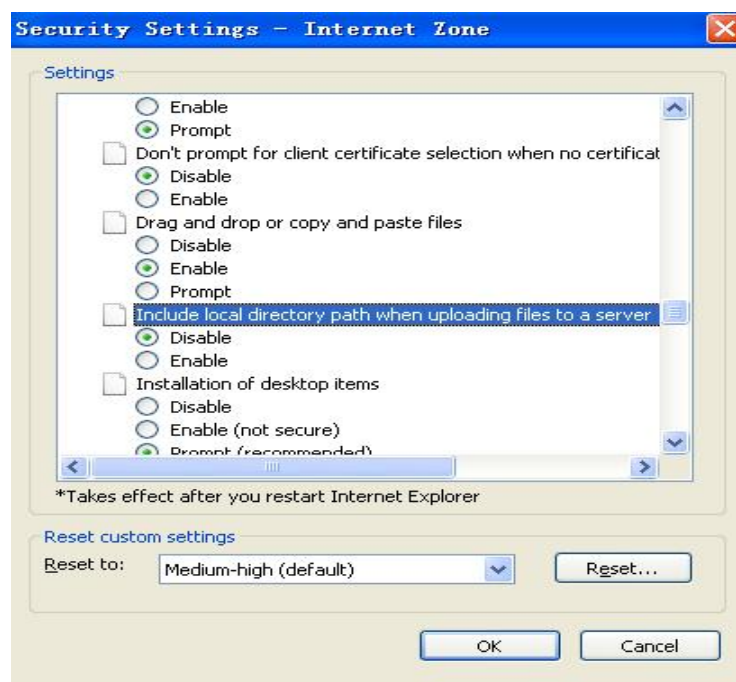 Security Settings - Internet Zone
Settings
Enable
Prompt
Don't prompt for client certificate selection when no certificat
Disable
Enable
Drag and drop or copy and paste files
Disable
Enable
Prompt
Include local directory path when uploading files to a server
Disable
Enable
Installation of desktop items
Disable
Enable (not secure)
Prompt (recommended)
*Takes effect after you restart Internet Explorer
Reset custom settings
Reset to:
Medium-high (default)
Reset...
OK
Cancel